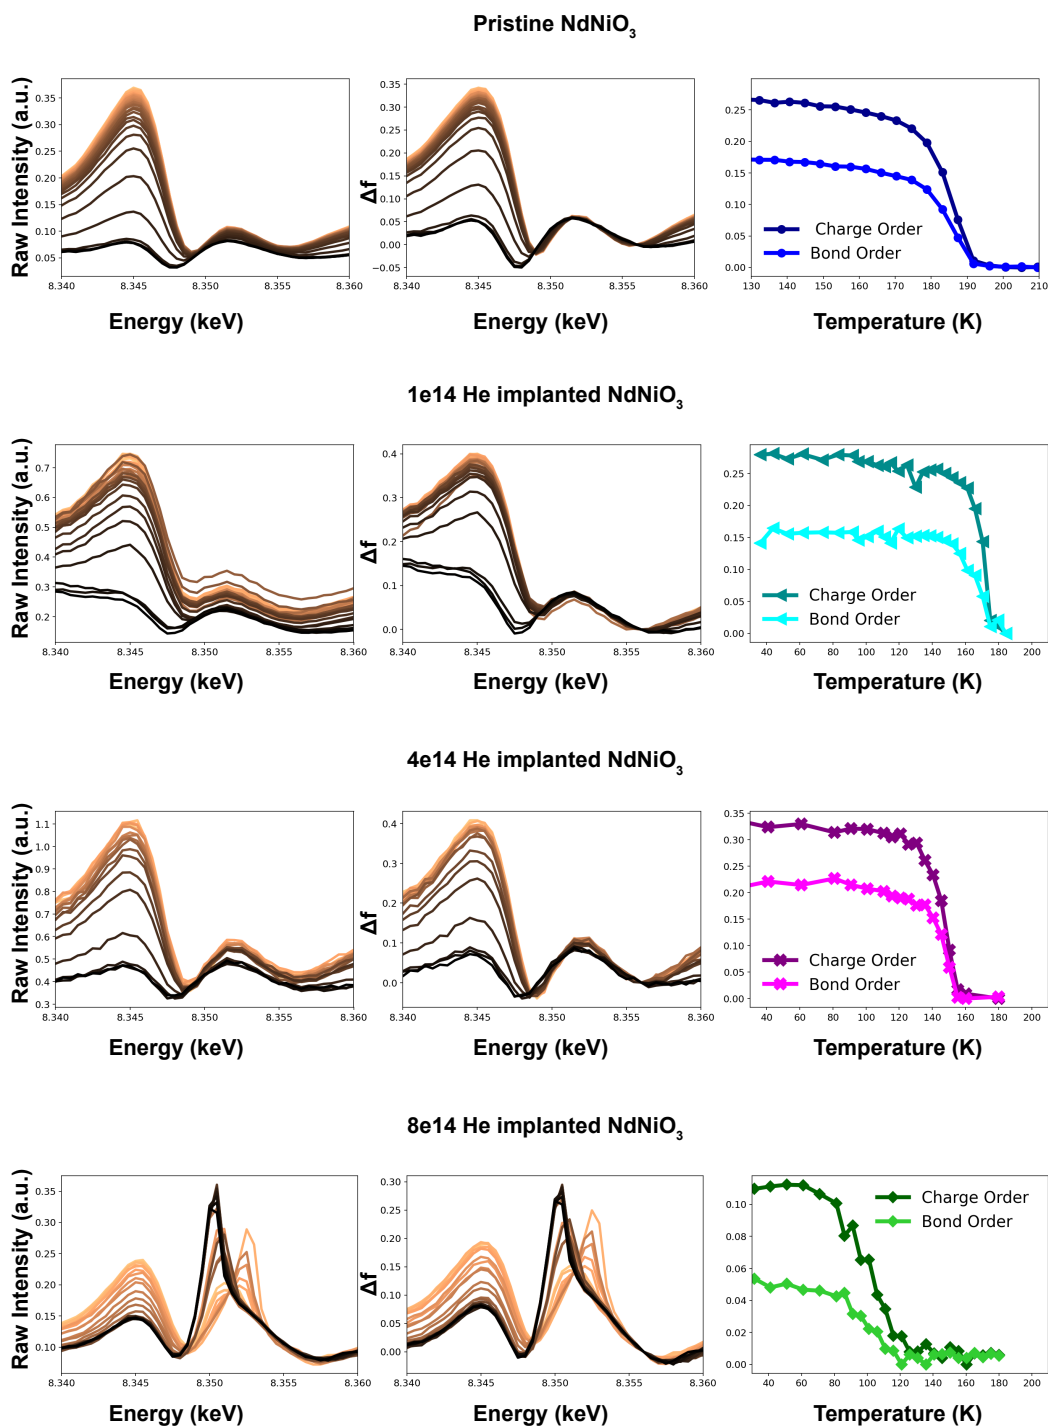 Pristine NdNiO3
Raw Intensity (a.u.)
0.35
0.30
0.25
0.20
0.15
0.10
0.05
8.340 8.345 8.350 8.355 8.360
Energy (keV)
Δf
0.35
0.30
0.25
0.20
0.15
0.10
0.05
0.00
−0.05
8.340 8.345 8.350 8.355 8.360
Energy (keV)
0.25
0.20
0.15
0.10
0.05
0.00
Charge Order
Bond Order
130 140 150 160 170 180 190 200 210
Temperature (K)
1e14 He implanted NdNiO3
Raw Intensity (a.u.)
0.7
0.6
0.5
0.4
0.3
0.2
8.340 8.345 8.350 8.355 8.360
Energy (keV)
Δf
0.4
0.3
0.2
0.1
0.0
8.340 8.345 8.350 8.355 8.360
Energy (keV)
0.25
0.20
0.15
0.10
0.05
0.00
Charge Order
Bond Order
40 60 80 100 120 140 160 180 200
Temperature (K)
4e14 He implanted NdNiO3
Raw Intensity (a.u.)
1.1
1.0
0.9
0.8
0.7
0.6
0.5
0.4
0.3
8.340 8.345 8.350 8.355 8.360
Energy (keV)
Δf
0.4
0.3
0.2
0.1
0.0
8.340 8.345 8.350 8.355 8.360
Energy (keV)
0.35
0.30
0.25
0.20
0.15
0.10
0.05
0.00
Charge Order
Bond Order
40 60 80 100 120 140 160 180 200
Temperature (K)
8e14 He implanted NdNiO3
Raw Intensity (a.u.)
0.35
0.30
0.25
0.20
0.15
0.10
8.340 8.345 8.350 8.355 8.360
Energy (keV)
Δf
0.35
0.30
0.25
0.20
0.15
0.10
0.05
0.00
8.340 8.345 8.350 8.355 8.360
Energy (keV)
0.10
0.08
0.06
0.04
0.02
0.00
Charge Order
Bond Order
40 60 80 100 120 140 160 180 200
Temperature (K)